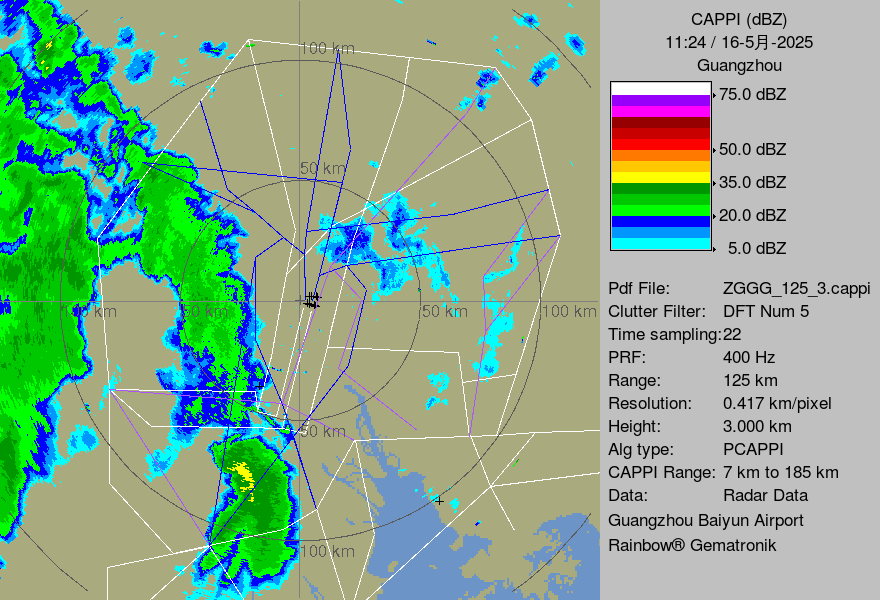 CAPPI (dBZ)
11:24 / 16-5月-2025
Guangzhou
75.0 dBZ
50.0 dBZ
35.0 dBZ
20.0 dBZ
5.0 dBZ
Pdf File: ZGGG_125_3.cappi
Clutter Filter: DFT Num 5
Time sampling:22
PRF: 400 Hz
Range: 125 km
Resolution: 0.417 km/pixel
Height: 3.000 km
Alg type: PCAPPI
CAPPI Range: 7 km to 185 km
Data: Radar Data
Guangzhou Baiyun Airport
Rainbow® Gematronik
100 km
50 km
100 km
50 km
50 km
100 km
50 km
100 km